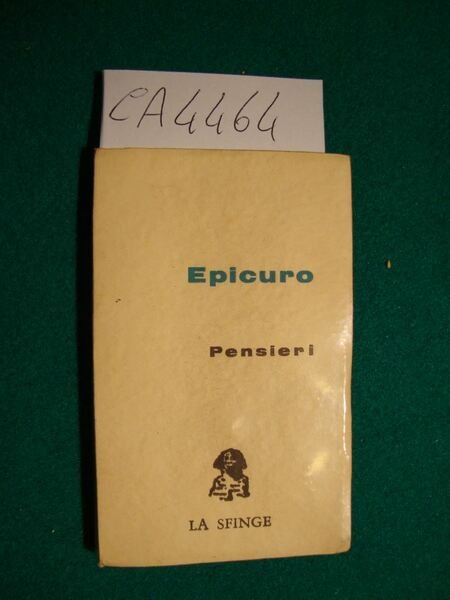 CA4464
Epicuro
Pensieri
LA SFINGE